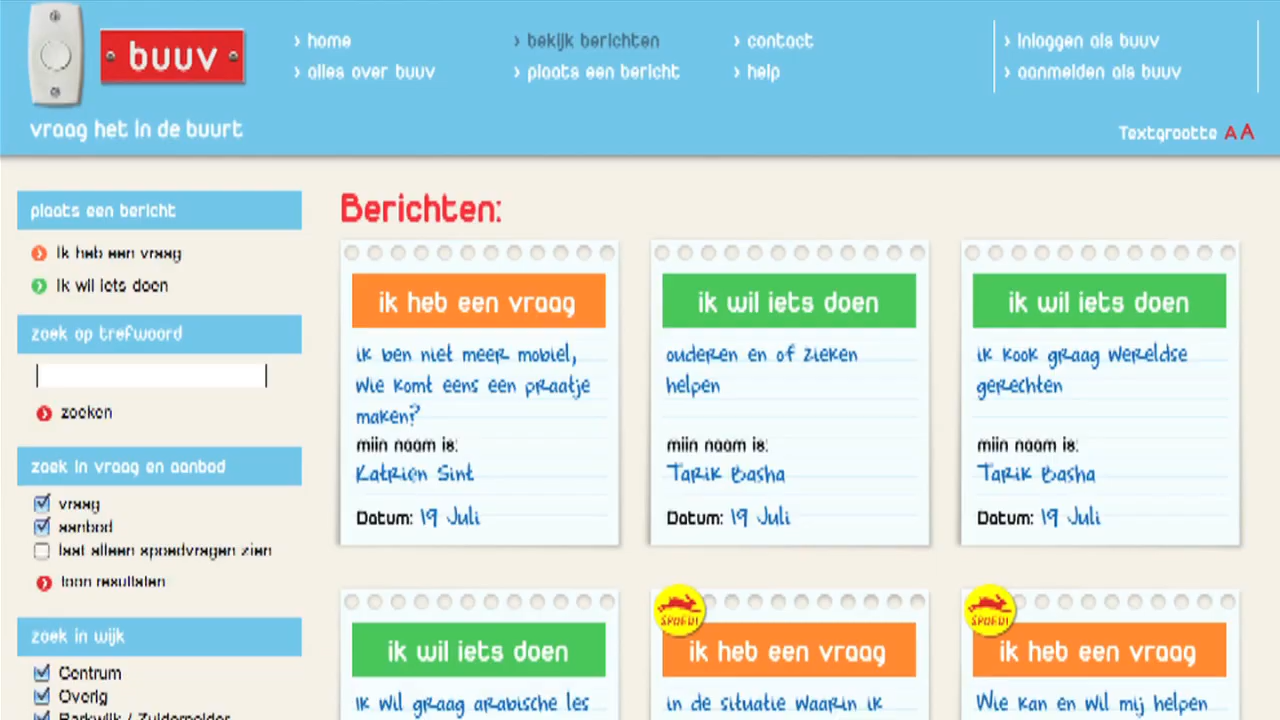 buuv
vraag het in de buurt
› home
› alles over buuv
› bekijk berichten
› plaats een bericht
› contact
› help
› inloggen als buuv
› aanmelden als buuv
Textgrootte A A
plaats een bericht
Ik heb een vraag
Ik wil iets doen
zoek op trefwoord
zoeken
zoek in vraag en aanbod
vraag
aanbod
laat alleen spoedvragen zien
toon resultaten
zoek in wijk
Centrum
Overig
Parkwijk / Zuiderpolder
Berichten:
ik heb een vraag
ik ben niet meer mobiel,
wie komt eens een praatje
maken?
mijn naam is:
Katrien Sint
Datum: 19 Juli
ik wil iets doen
ouderen en of zieken
helpen
mijn naam is:
Tarik Basha
Datum: 19 Juli
ik wil iets doen
ik kook graag wereldse
gerechten
mijn naam is:
Tarik Basha
Datum: 19 Juli
ik wil iets doen
ik wil graag arabische les
SPOED!
ik heb een vraag
in de situatie waarin ik
SPOED!
ik heb een vraag
Wie kan en wil mij helpen